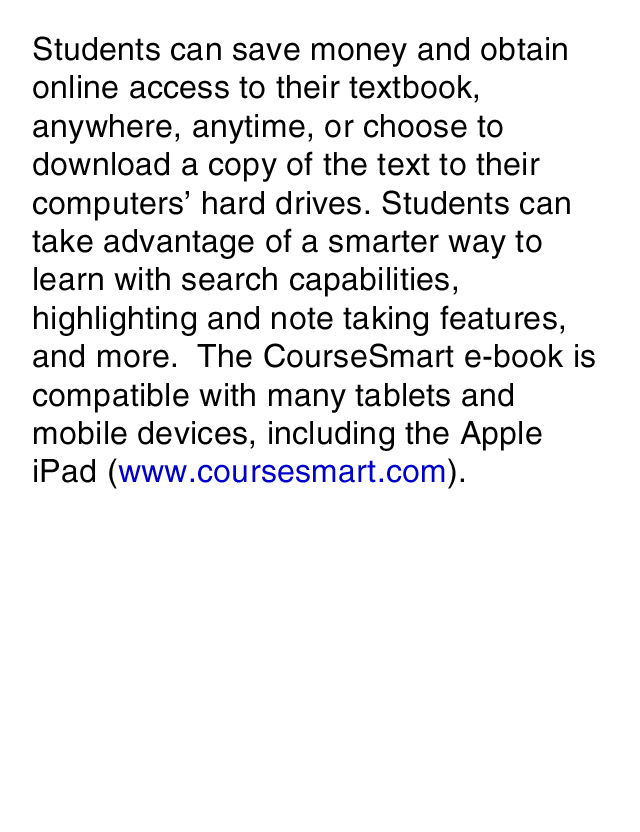 Students can save money and obtain
online access to their textbook,
anywhere, anytime, or choose to
download a copy of the text to their
computers’ hard drives. Students can
take advantage of a smarter way to
learn with search capabilities,
highlighting and note taking features,
and more.  The CourseSmart e-book is
compatible with many tablets and
mobile devices, including the Apple
iPad (www.coursesmart.com).